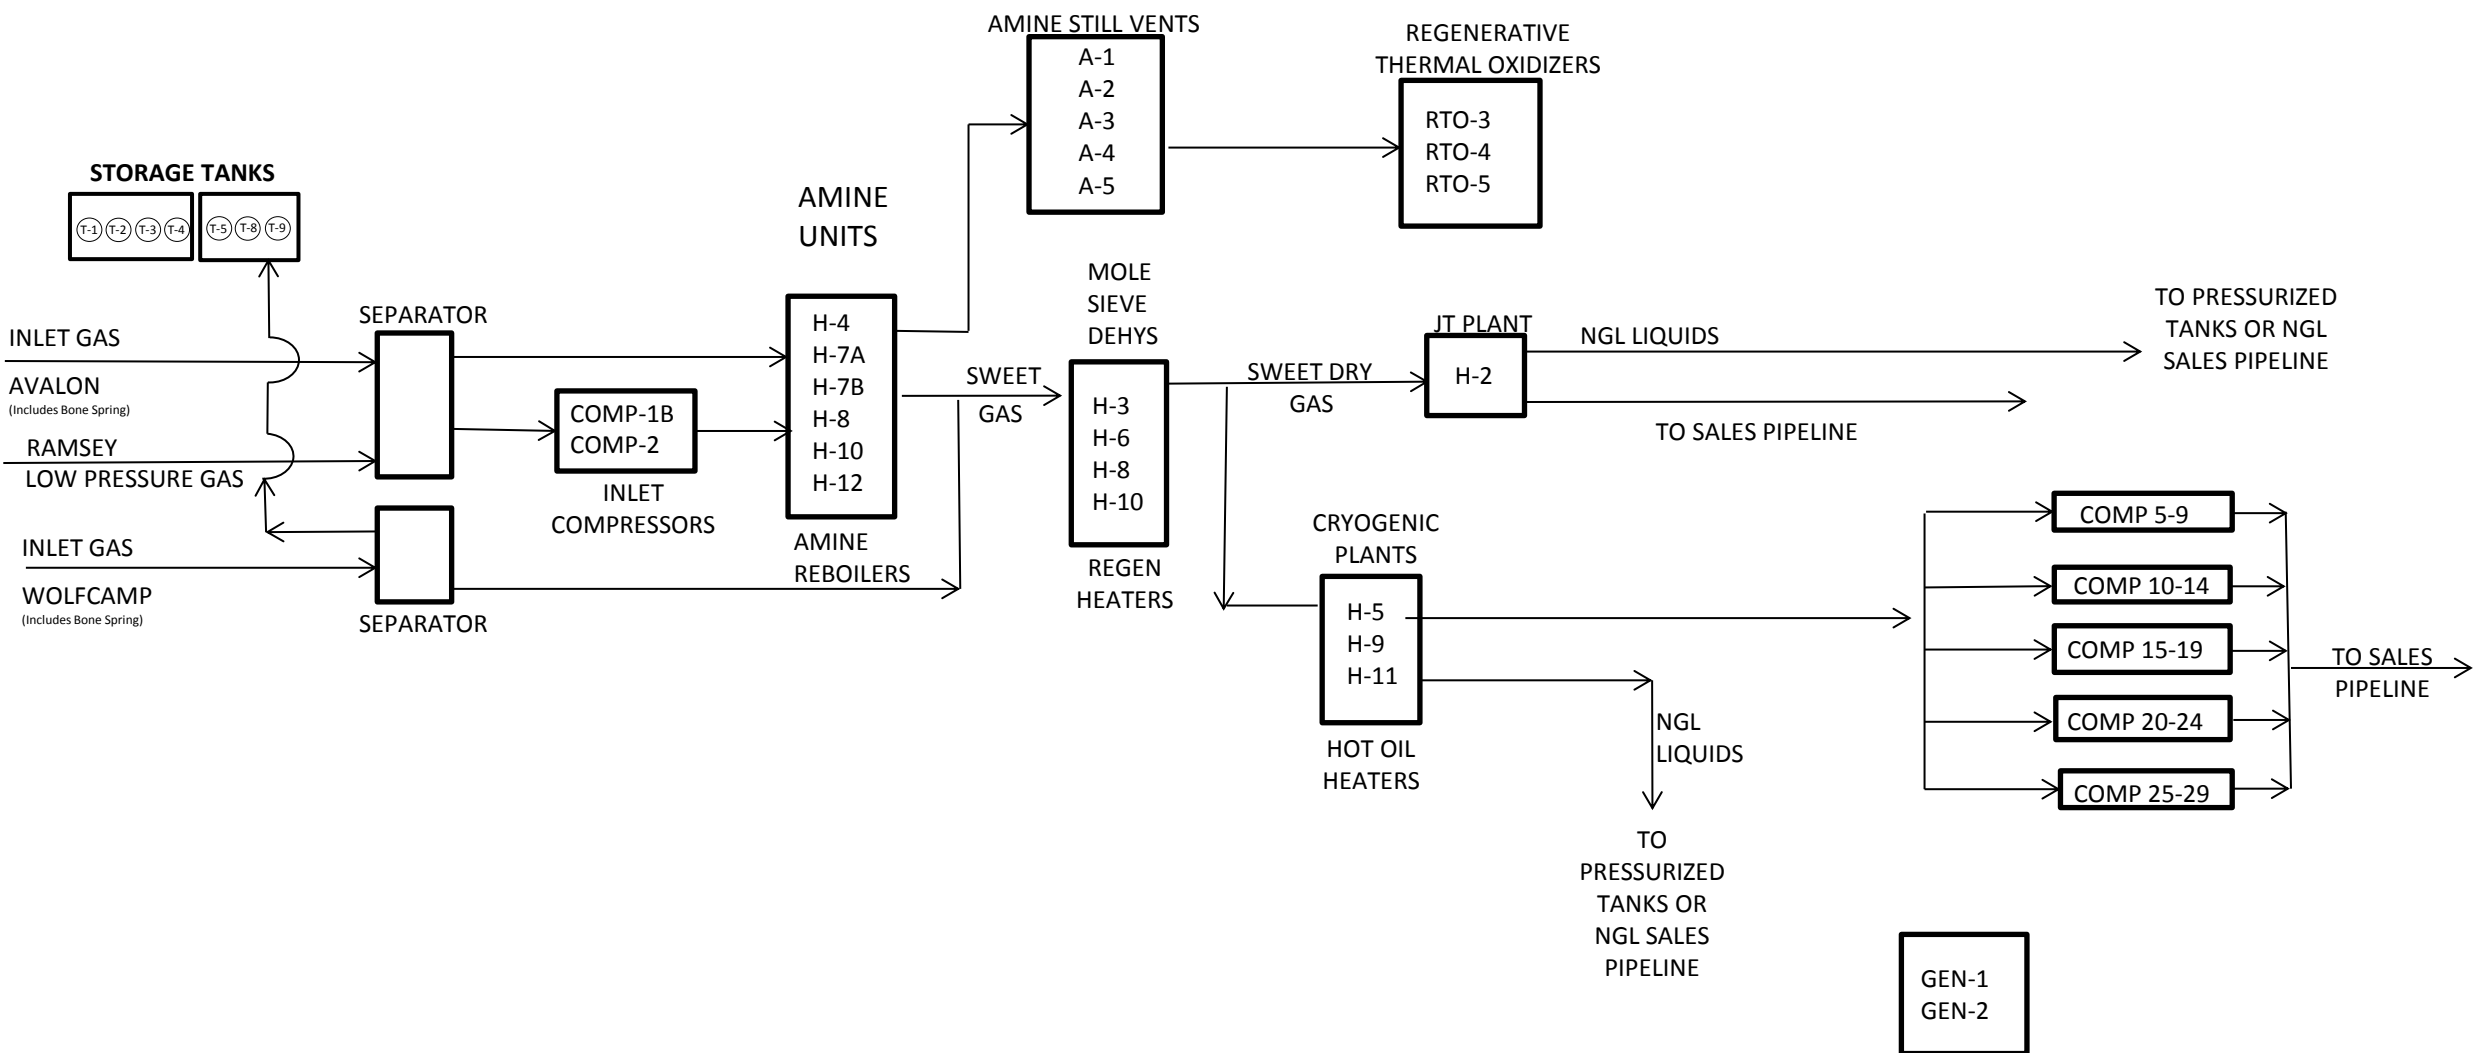 AMINE STILL VENTS
A-1
A-2
A-3
A-4
A-5
REGENERATIVE
THERMAL OXIDIZERS
RTO-3
RTO-4
RTO-5
STORAGE TANKS
T-1 T-2 T-3 T-4 T-5 T-8 T-9
AMINE
UNITS
SEPARATOR
INLET GAS
AVALON
(Includes Bone Spring)
RAMSEY
LOW PRESSURE GAS
INLET GAS
WOLFCAMP
(Includes Bone Spring)
SEPARATOR
COMP-1B
COMP-2
INLET
COMPRESSORS
H-4
H-7A
H-7B
H-8
H-10
H-12
AMINE
REBOILERS
SWEET
GAS
MOLE
SIEVE
DEHYS
H-3
H-6
H-8
H-10
REGEN
HEATERS
SWEET DRY
GAS
JT PLANT
H-2
NGL LIQUIDS
TO PRESSURIZED
TANKS OR NGL
SALES PIPELINE
TO SALES PIPELINE
CRYOGENIC
PLANTS
H-5
H-9
H-11
HOT OIL
HEATERS
NGL
LIQUIDS
TO
PRESSURIZED
TANKS OR
NGL SALES
PIPELINE
COMP 5-9
COMP 10-14
COMP 15-19
COMP 20-24
COMP 25-29
TO SALES
PIPELINE
GEN-1
GEN-2